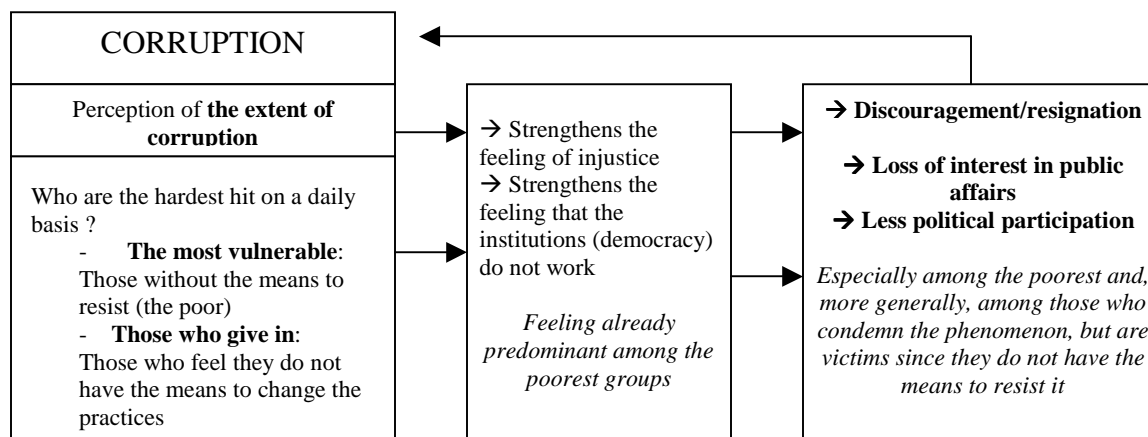 CORRUPTION
Perception of the extent of
corruption
Who are the hardest hit on a daily
basis ?
- The most vulnerable:
Those without the means to
resist (the poor)
- Those who give in:
Those who feel they do not
have the means to change the
practices
→ Strengthens the
feeling of injustice
→ Strengthens the
feeling that the
institutions (democracy)
do not work
Feeling already
predominant among the
poorest groups
→ Discouragement/resignation
→ Loss of interest in public
affairs
→ Less political participation
Especially among the poorest and,
more generally, among those who
condemn the phenomenon, but are
victims since they do not have the
means to resist it